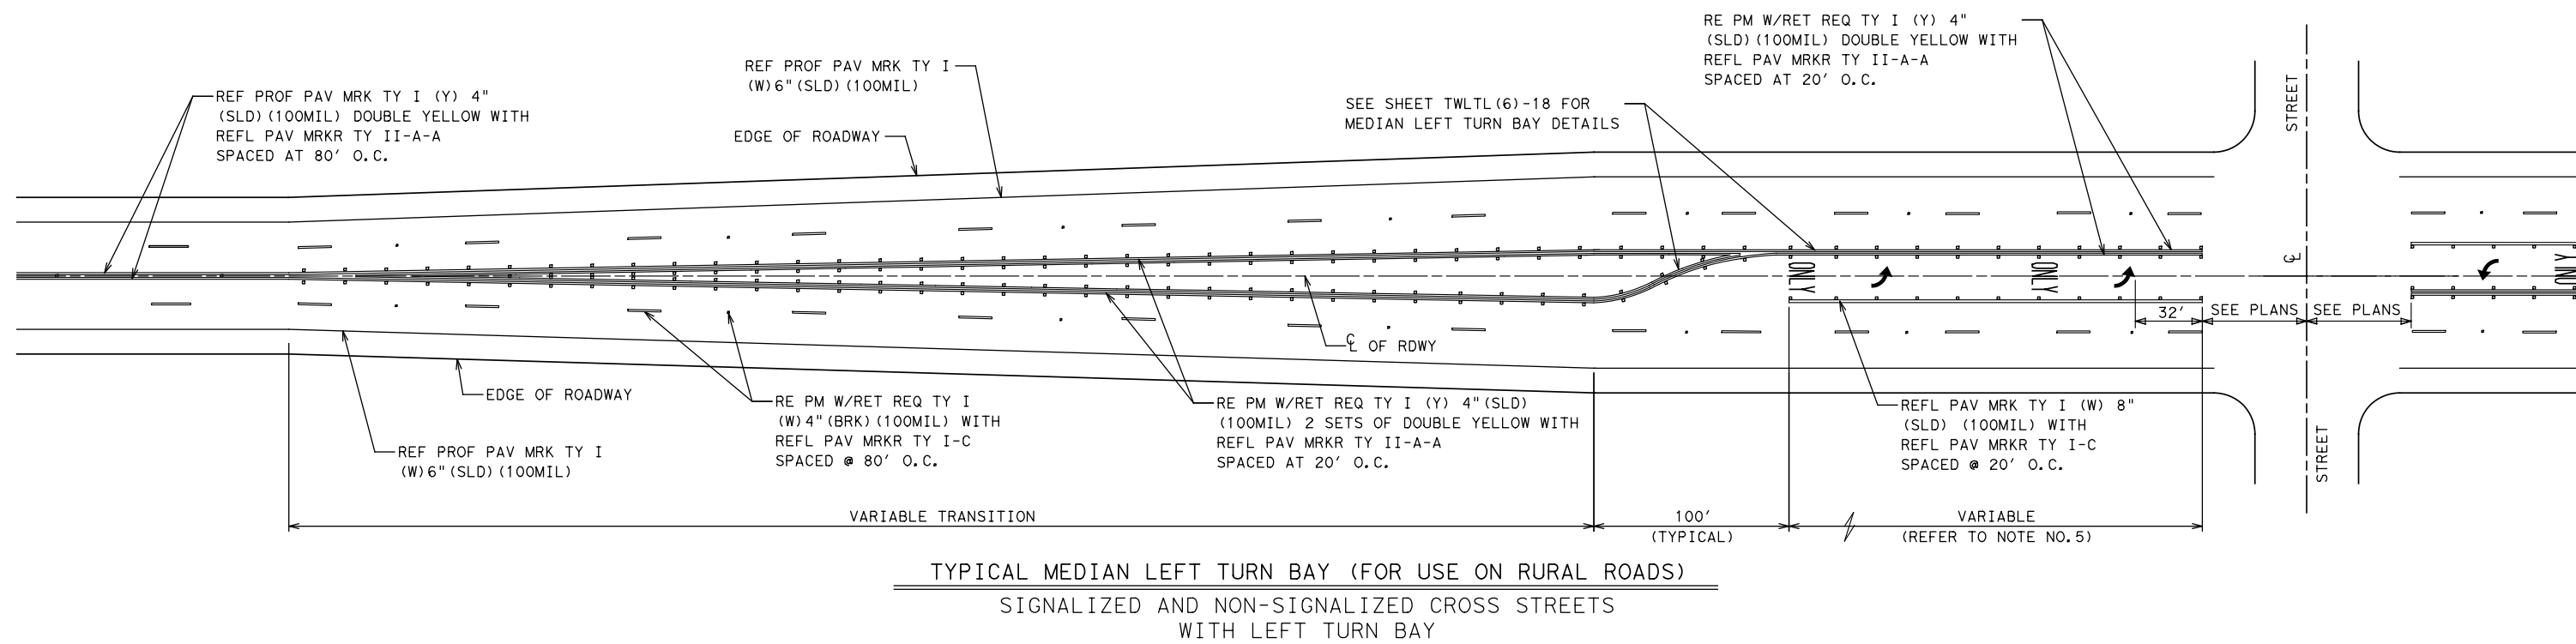 REF PROF PAV MRK TY I (Y) 4"
(SLD)(100MIL) DOUBLE YELLOW WITH
REFL PAV MRKR TY II-A-A
SPACED AT 80' O.C.
REF PROF PAV MRK TY I
(W)6"(SLD)(100MIL)
EDGE OF ROADWAY
SEE SHEET TWLTL(6)-18 FOR
MEDIAN LEFT TURN BAY DETAILS
RE PM W/RET REQ TY I (Y) 4"
(SLD)(100MIL) DOUBLE YELLOW WITH
REFL PAV MRKR TY II-A-A
SPACED AT 20' O.C.
STREET
CL
ONLY
ONLY
ONLY
32'
SEE PLANS
SEE PLANS
CL OF RDWY
EDGE OF ROADWAY
REF PROF PAV MRK TY I
(W)6"(SLD)(100MIL)
RE PM W/RET REQ TY I
(W)4"(BRK)(100MIL) WITH
REFL PAV MRKR TY I-C
SPACED @ 80' O.C.
RE PM W/RET REQ TY I (Y) 4"(SLD)
(100MIL) 2 SETS OF DOUBLE YELLOW WITH
REFL PAV MRKR TY II-A-A
SPACED AT 20' O.C.
REFL PAV MRK TY I (W) 8"
(SLD) (100MIL) WITH
REFL PAV MRKR TY I-C
SPACED @ 20' O.C.
STREET
VARIABLE TRANSITION
100'
(TYPICAL)
VARIABLE
(REFER TO NOTE NO.5)
TYPICAL MEDIAN LEFT TURN BAY (FOR USE ON RURAL ROADS)
SIGNALIZED AND NON-SIGNALIZED CROSS STREETS
WITH LEFT TURN BAY